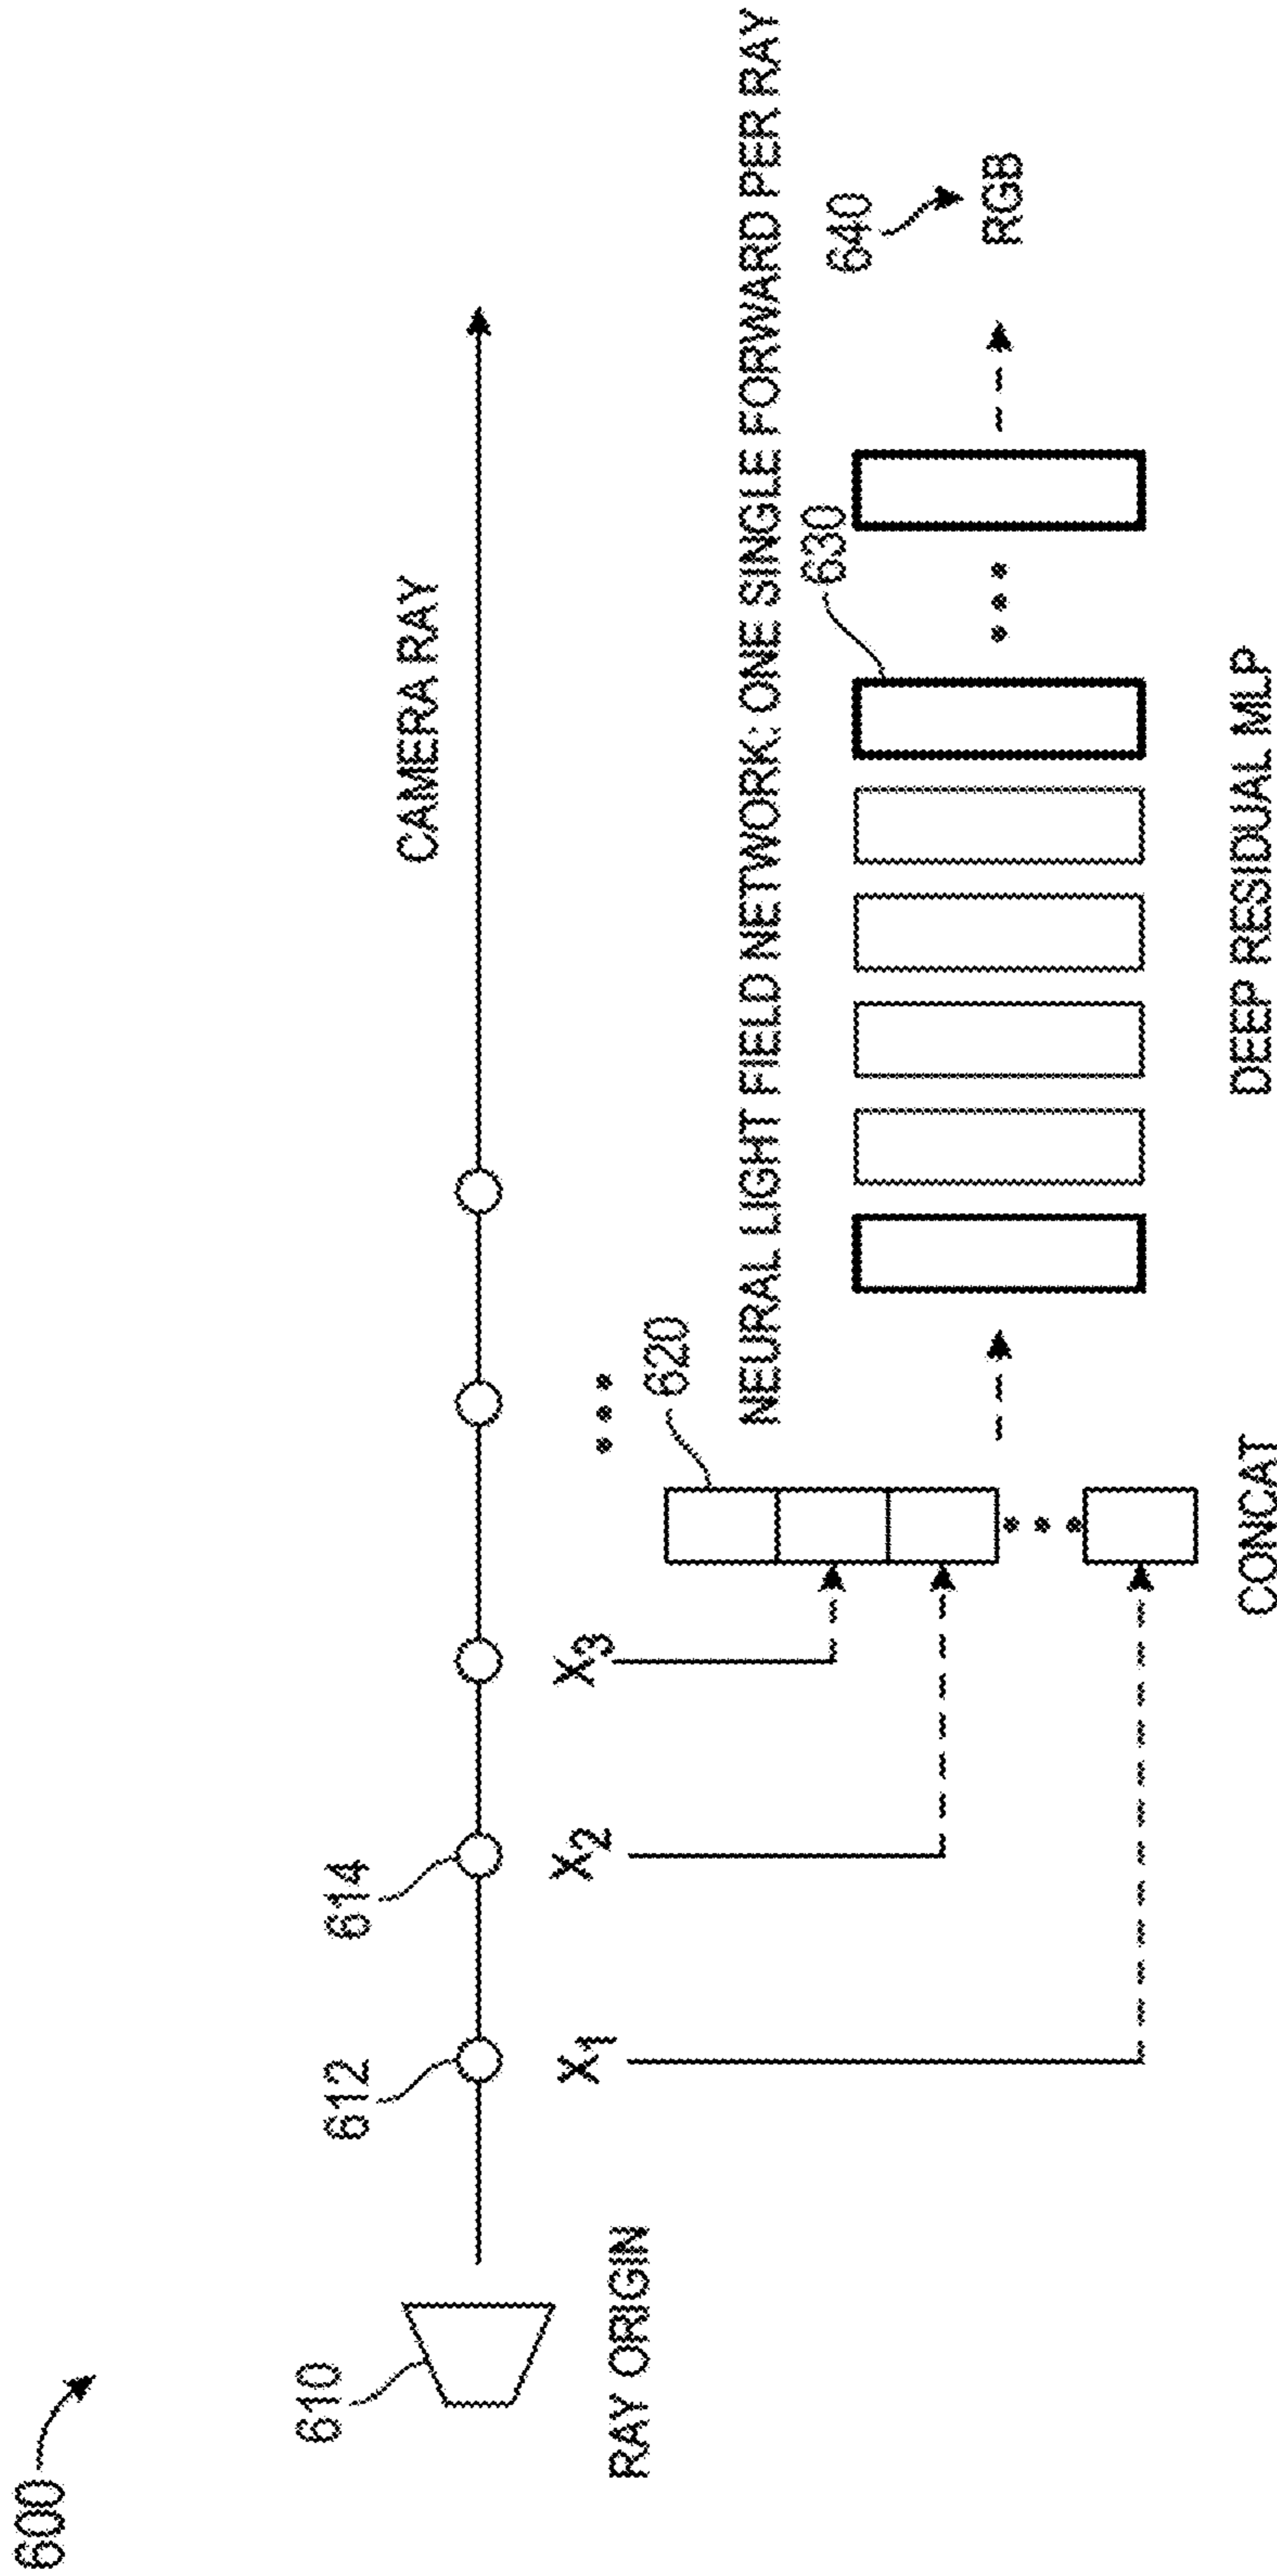 600
610
RAY ORIGIN
612
614
CAMERA RAY
X1
X2
X3
620
CONCAT
NEURAL LIGHT FIELD NETWORK: ONE SINGLE FORWARD PER RAY
630
640
RGB
DEEP RESIDUAL MLP